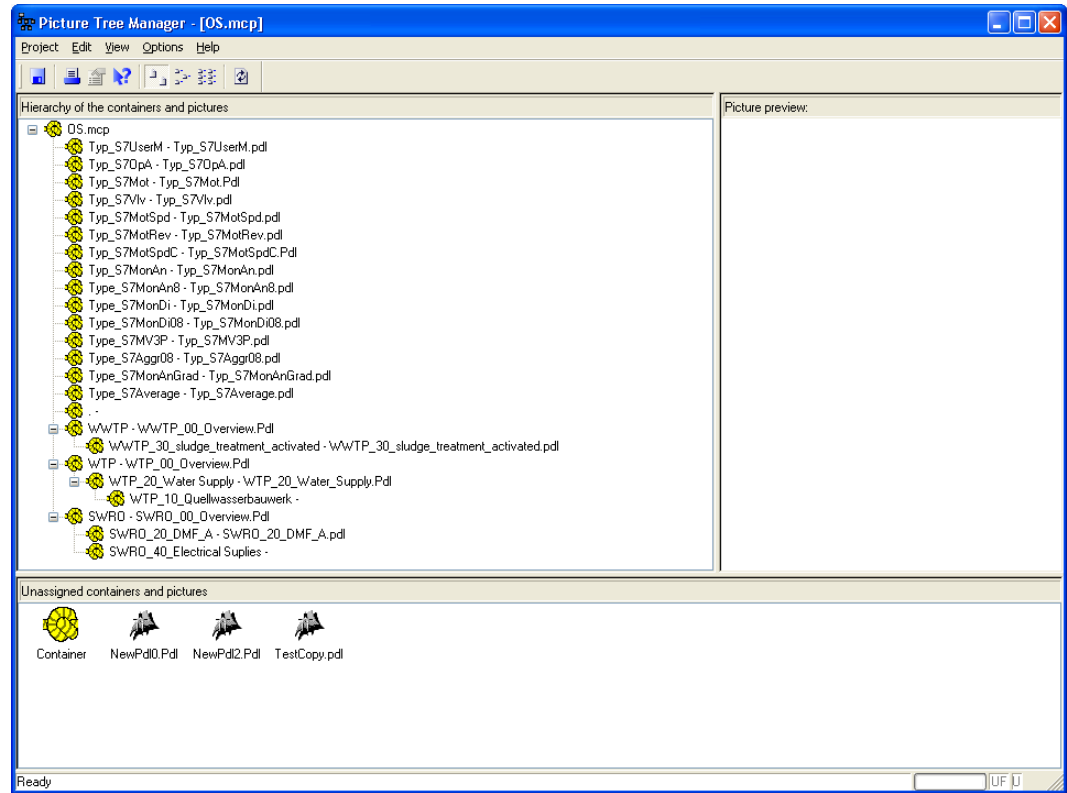 Picture Tree Manager - [OS.mcp]
Project Edit View Options Help
Hierarchy of the containers and pictures
Picture preview:
OS.mcp
Typ_S7UserM - Typ_S7UserM.pdl
Typ_S7OpA - Typ_S7OpA.pdl
Typ_S7Mot - Typ_S7Mot.Pdl
Typ_S7Vlv - Typ_S7Vlv.pdl
Typ_S7MotSpd - Typ_S7MotSpd.pdl
Typ_S7MotRev - Typ_S7MotRev.pdl
Typ_S7MotSpdC - Typ_S7MotSpdC.Pdl
Typ_S7MonAn - Typ_S7MonAn.pdl
Type_S7MonAn8 - Typ_S7MonAn8.pdl
Type_S7MonDi - Typ_S7MonDi.pdl
Type_S7MonDi08 - Typ_S7MonDi08.pdl
Type_S7MV3P - Typ_S7MV3P.pdl
Type_S7Aggr08 - Typ_S7Aggr08.pdl
Type_S7MonAnGrad - Typ_S7MonAnGrad.pdl
Type_S7Average - Typ_S7Average.pdl
. -
WWTP - WWTP_00_Overview.Pdl
WWTP_30_sludge_treatment_activated - WWTP_30_sludge_treatment_activated.pdl
WTP - WTP_00_Overview.Pdl
WTP_20_Water Supply - WTP_20_Water_Supply.Pdl
WTP_10_Quellwasserbauwerk -
SWRO - SWRO_00_Overview.Pdl
SWRO_20_DMF_A - SWRO_20_DMF_A.pdl
SWRO_40_Electrical Suplies -
Unassigned containers and pictures
Container NewPdl0.Pdl NewPdl2.Pdl TestCopy.pdl
Ready UF U